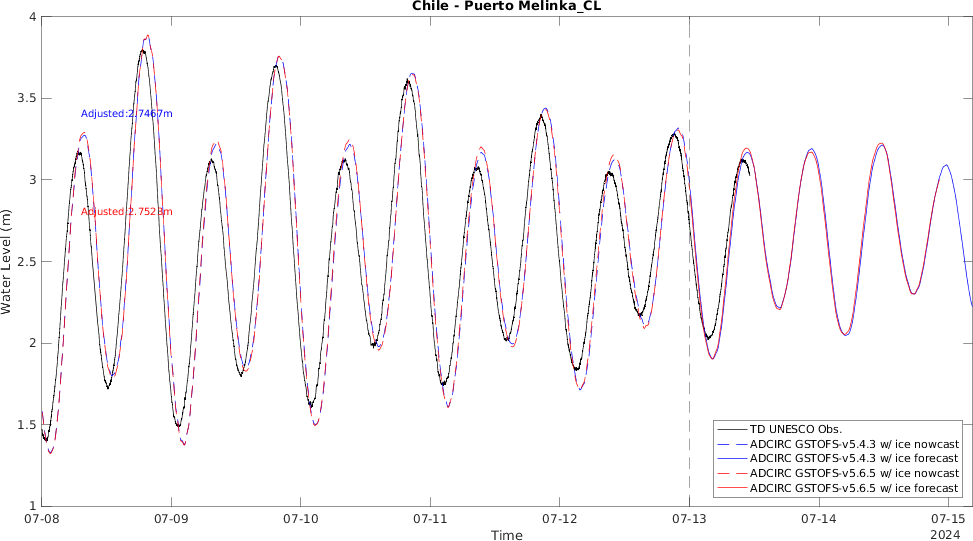 Chile - Puerto Melinka_CL
4
3.5
3
2.5
2
1.5
1
Water Level (m)
Adjusted:2.7467m
Adjusted:2.7528m
07-08
07-09
07-10
07-11
07-12
07-13
07-14
07-15
2024
Time
TD UNESCO Obs.
ADCIRC GSTOFS-v5.4.3 w/ ice nowcast
ADCIRC GSTOFS-v5.4.3 w/ ice forecast
ADCIRC GSTOFS-v5.6.5 w/ ice nowcast
ADCIRC GSTOFS-v5.6.5 w/ ice forecast